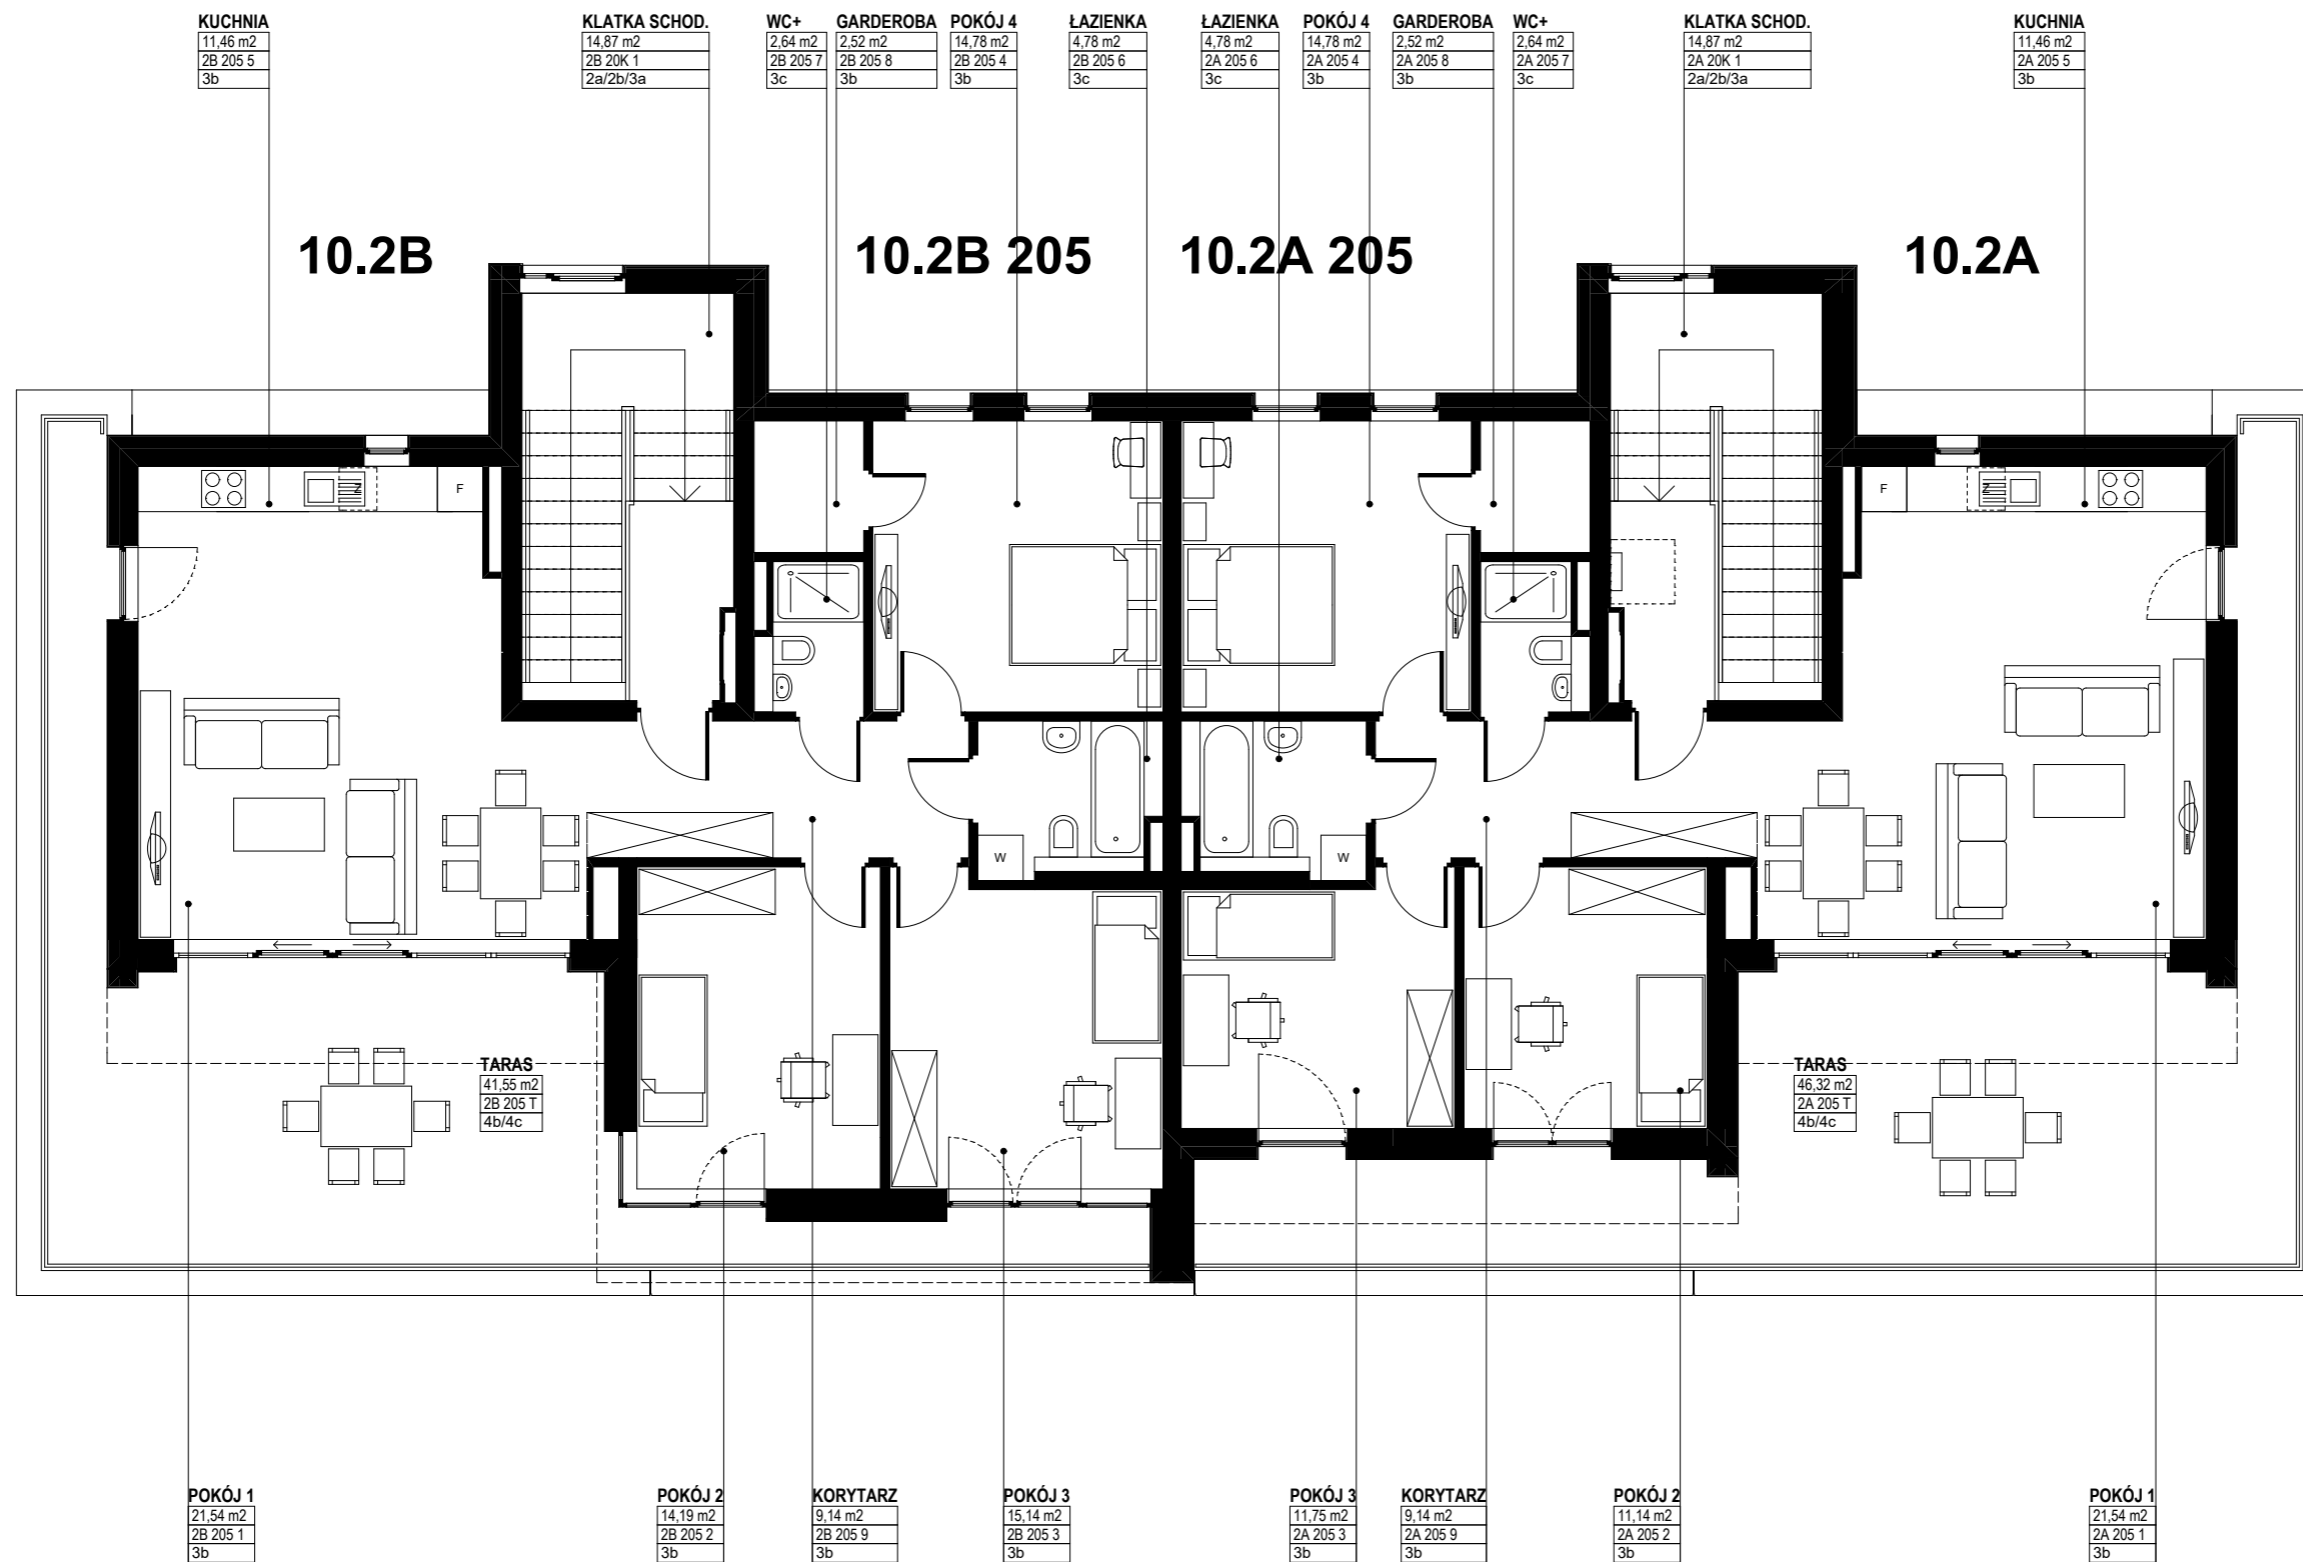 KUCHNIA
11,46 m2
2B 205 5
3b
KLATKA SCHOD.
14,87 m2
2B 20K 1
2a/2b/3a
WC+
2,64 m2
2B 205 7
3c
GARDEROBA
2,52 m2
2B 205 8
3b
POKÓJ 4
14,78 m2
2B 205 4
3b
ŁAZIENKA
4,78 m2
2B 205 6
3c
ŁAZIENKA
4,78 m2
2A 205 6
3c
POKÓJ 4
14,78 m2
2A 205 4
3b
GARDEROBA
2,52 m2
2A 205 8
3b
WC+
2,64 m2
2A 205 7
3c
KLATKA SCHOD.
14,87 m2
2A 20K 1
2a/2b/3a
KUCHNIA
11,46 m2
2A 205 5
3b
10.2B
10.2B 205
10.2A 205
10.2A
Z
F
F
Z
W
W
TARAS
41,55 m2
2B 205 T
4b/4c
TARAS
46,32 m2
2A 205 T
4b/4c
POKÓJ 1
21,54 m2
2B 205 1
3b
POKÓJ 2
14,19 m2
2B 205 2
3b
KORYTARZ
9,14 m2
2B 205 9
3b
POKÓJ 3
15,14 m2
2B 205 3
3b
POKÓJ 3
11,75 m2
2A 205 3
3b
KORYTARZ
9,14 m2
2A 205 9
3b
POKÓJ 2
11,14 m2
2A 205 2
3b
POKÓJ 1
21,54 m2
2A 205 1
3b